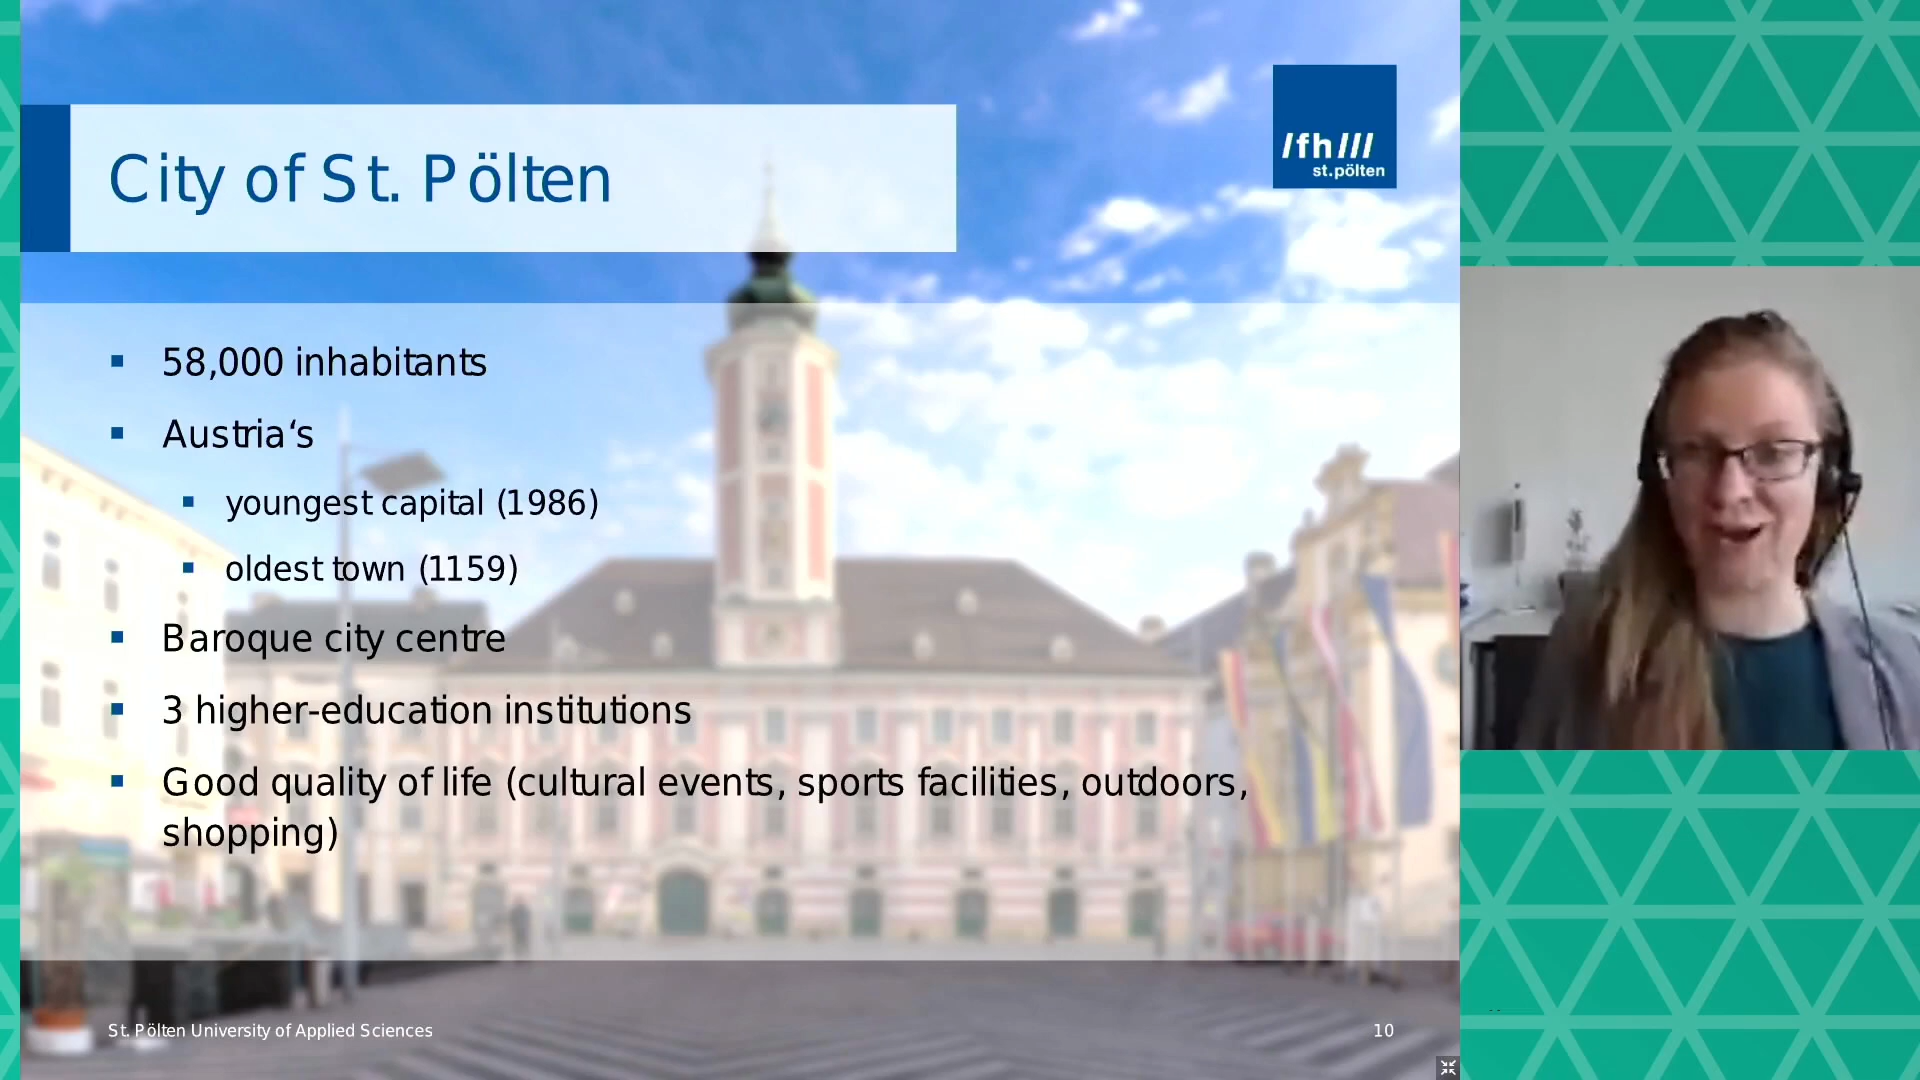 City of St. Pölten
/fh///
st.pölten
58,000 inhabitants
Austria‘s
youngest capital (1986)
oldest town (1159)
Baroque city centre
3 higher-education institutions
Good quality of life (cultural events, sports facilities, outdoors,
shopping)
St. Pölten University of Applied Sciences
10